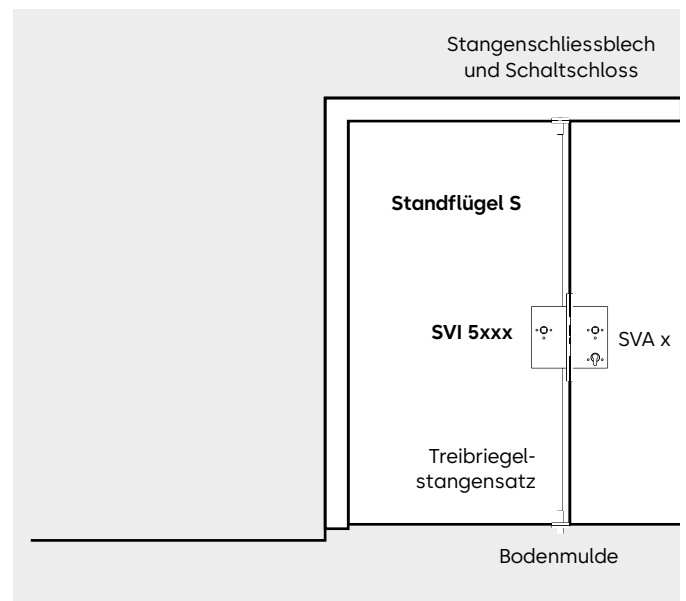 Stangenschliessblech
und Schaltschloss
Standflügel S
SVI 5xxx
SVA x
Treibriegel-
stangensatz
Bodenmulde